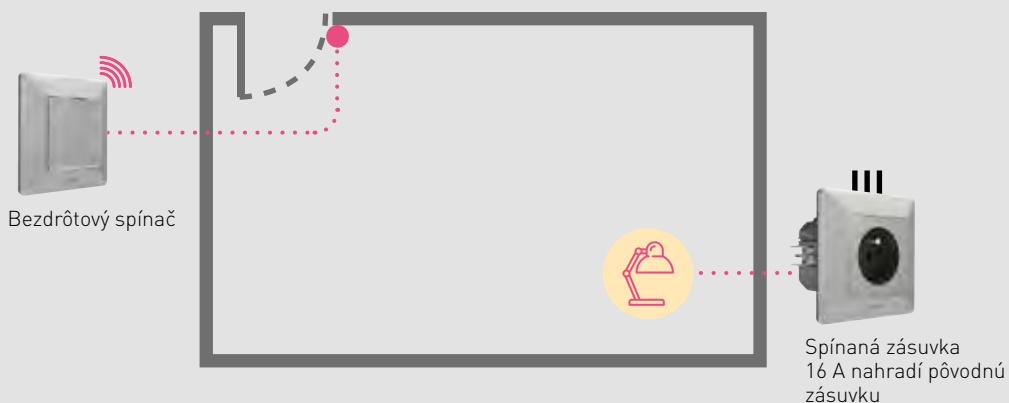 Bezdrôtový spínač
Spínaná zásuvka
16 A nahradí pôvodnú
zásuvku